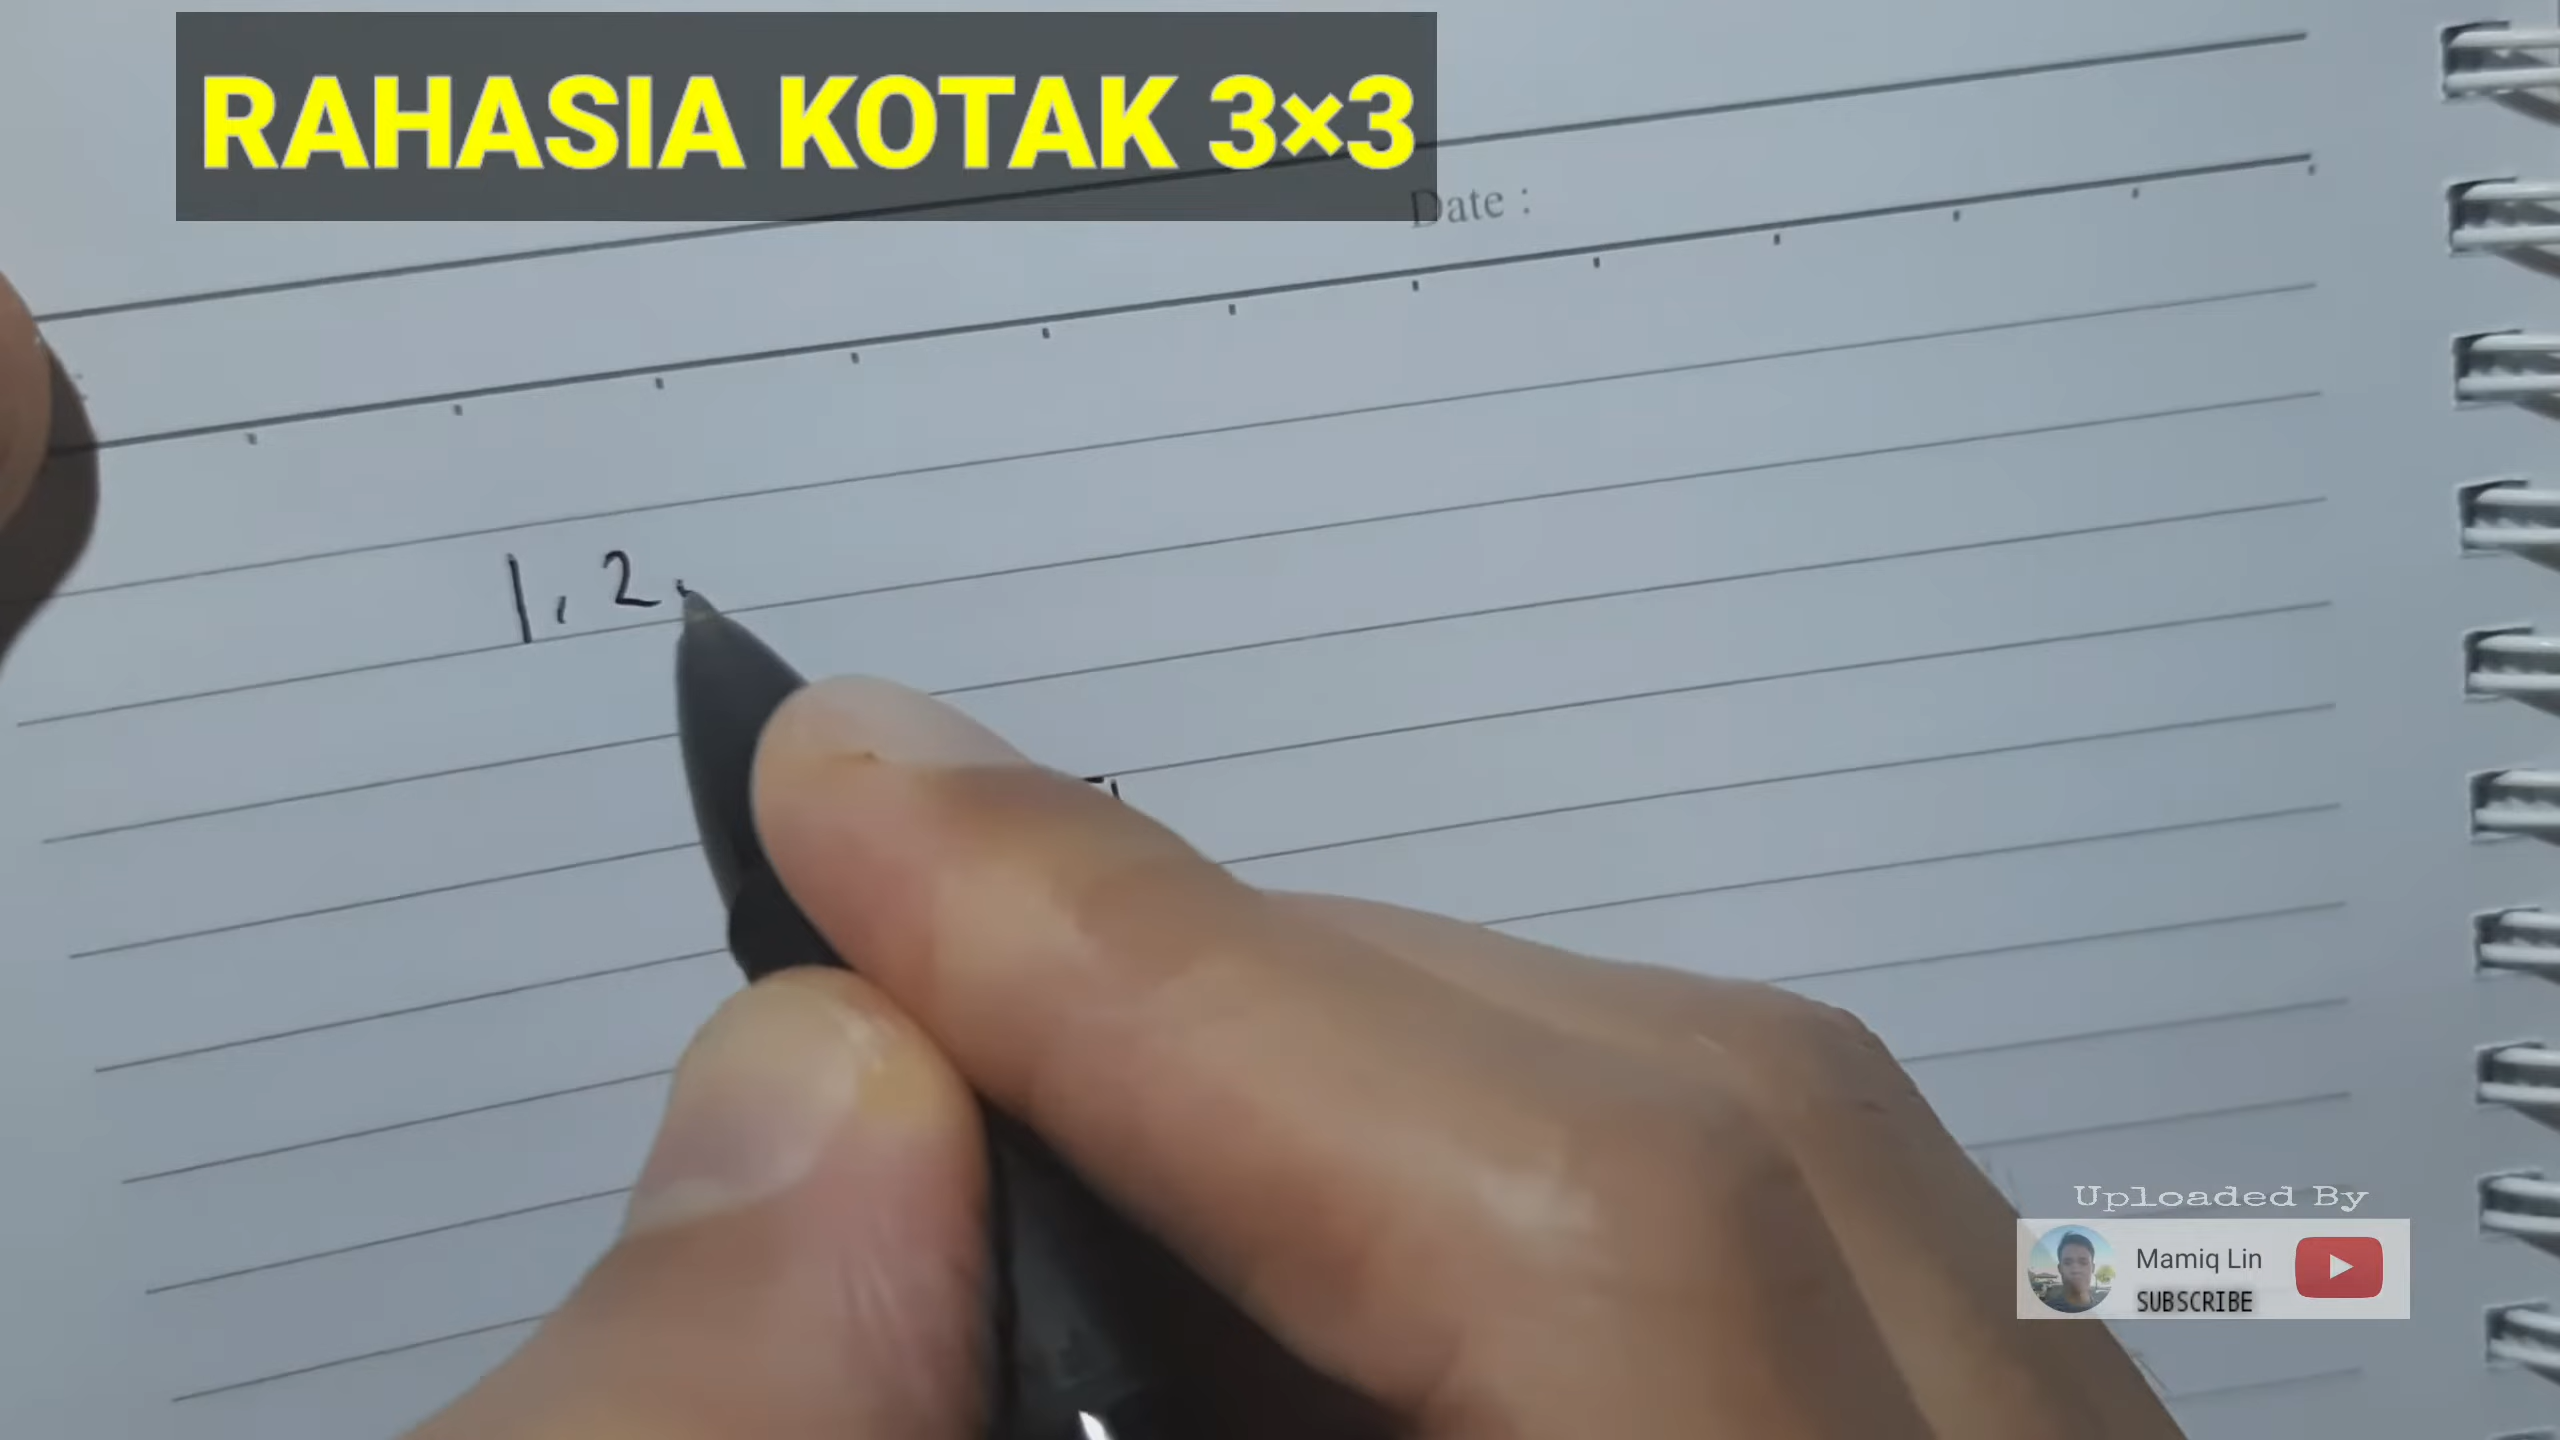 RAHASIA KOTAK 3×3
Date :
1, 2,
Uploaded By
Mamiq Lin
SUBSCRIBE